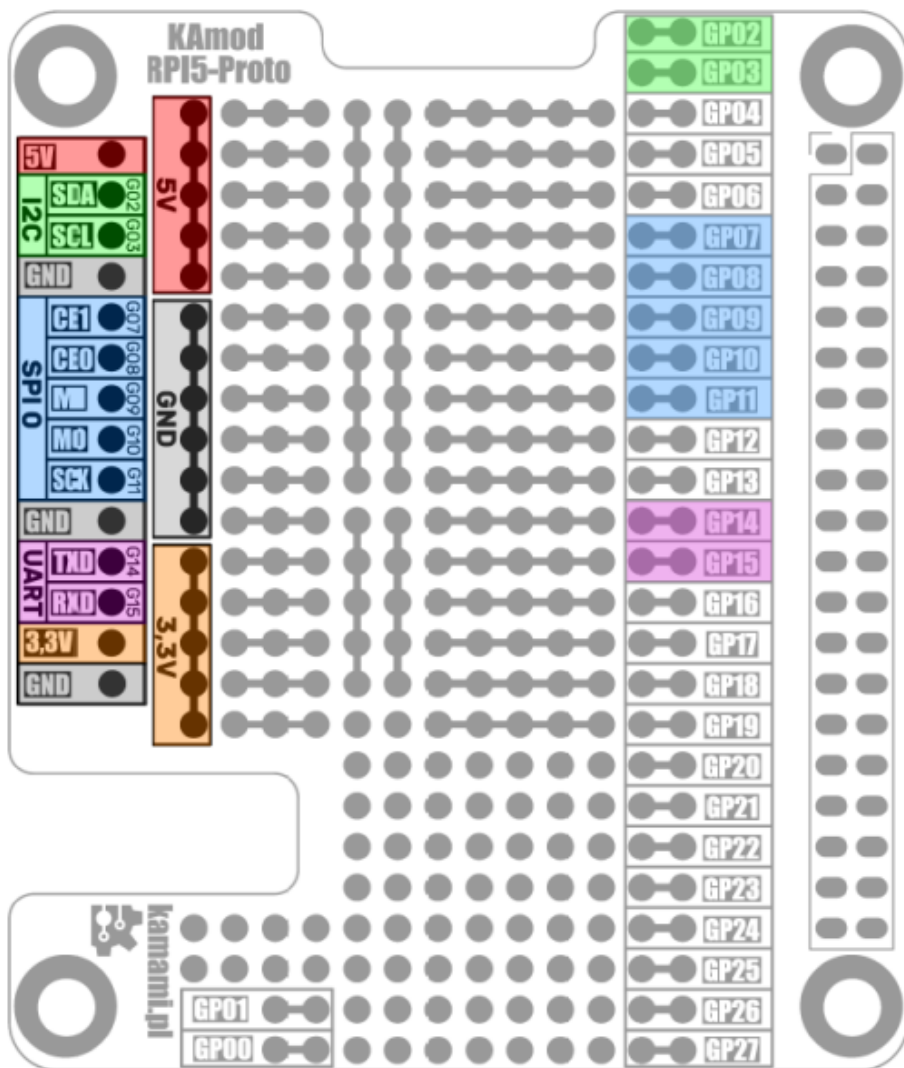 KAmod
RPI5-Proto
5V
I2C
SDA G02
SCL G03
GND
SPI 0
CE1 G07
CE0 G08
M G09
MO G10
SCK G11
GND
UART
TXD G14
RXD G15
3,3V
GND
5V
GND
3,3V
GP02
GP03
GP04
GP05
GP06
GP07
GP08
GP09
GP10
GP11
GP12
GP13
GP14
GP15
GP16
GP17
GP18
GP19
GP20
GP21
GP22
GP23
GP24
GP25
GP26
GP27
kamami.pl
GP01
GP00